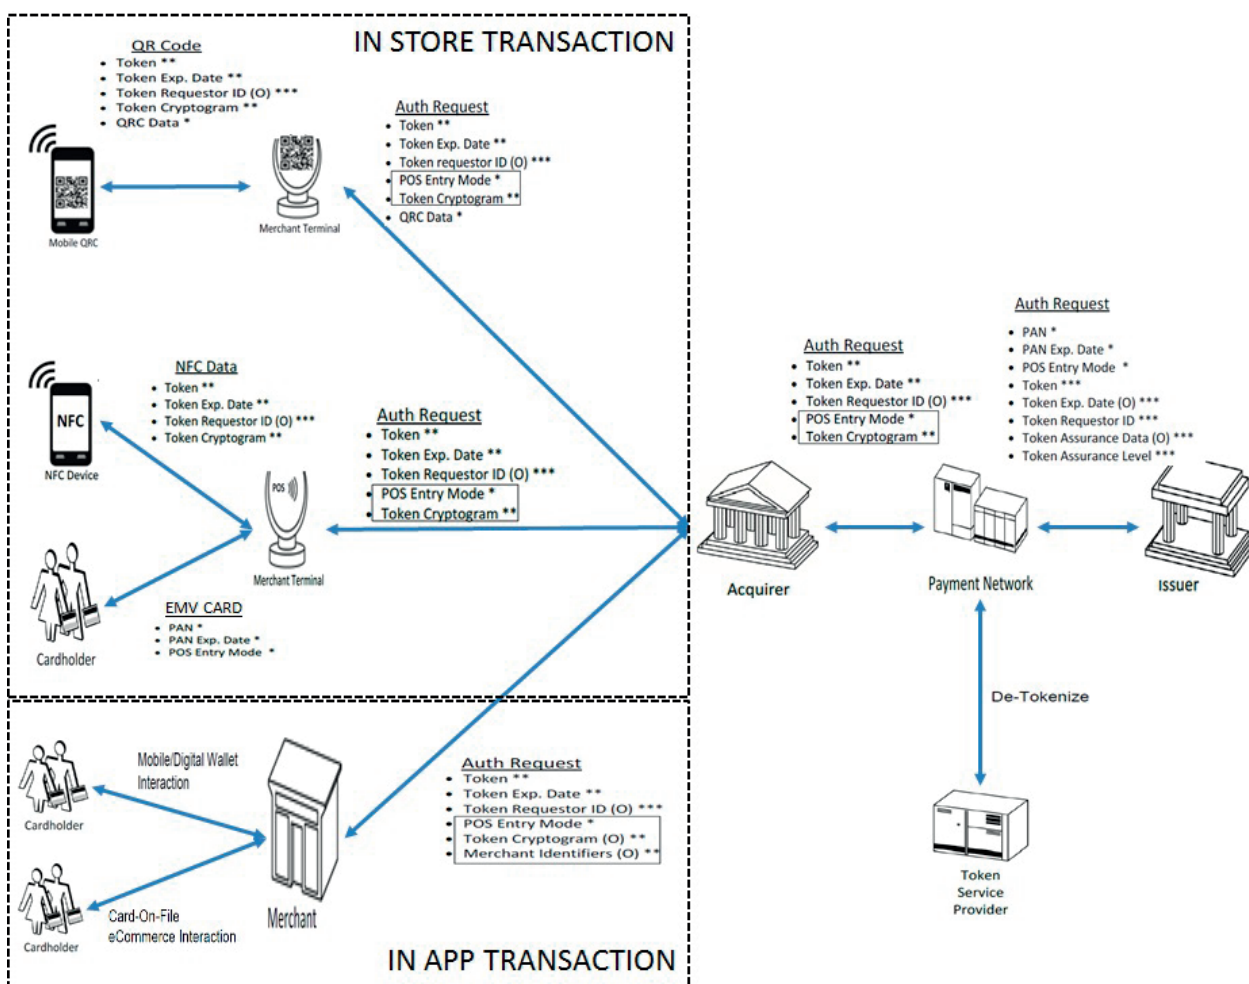 IN STORE TRANSACTION
QR Code
• Token **
• Token Exp. Date **
• Token Requestor ID (O) ***
• Token Cryptogram **
• QRC Data *
Mobile QRC
Merchant Terminal
Auth Request
• Token **
• Token Exp. Date **
• Token requestor ID (O) ***
• POS Entry Mode *
• Token Cryptogram **
• QRC Data *
NFC Data
• Token **
• Token Exp. Date **
• Token Requestor ID (O) ***
• Token Cryptogram **
NFC
NFC Device
POS
Merchant Terminal
Auth Request
• Token **
• Token Exp. Date **
• Token Requestor ID (O) ***
• POS Entry Mode *
• Token Cryptogram **
Cardholder
EMV CARD
• PAN *
• PAN Exp. Date *
• POS Entry Mode *
Auth Request
• Token **
• Token Exp. Date **
• Token Requestor ID (O) ***
• POS Entry Mode *
• Token Cryptogram **
Auth Request
• PAN *
• PAN Exp. Date *
• POS Entry Mode *
• Token ***
• Token Exp. Date (O) ***
• Token Requestor ID ***
• Token Assurance Data (O) ***
• Token Assurance Level ***
Acquirer
Payment Network
Issuer
De-Tokenize
Token
Service
Provider
Cardholder
Mobile/Digital Wallet
Interaction
Cardholder
Card-On-File
eCommerce Interaction
Merchant
Auth Request
• Token **
• Token Exp. Date **
• Token Requestor ID (O) ***
• POS Entry Mode *
• Token Cryptogram (O) **
• Merchant Identifiers (O) **
IN APP TRANSACTION